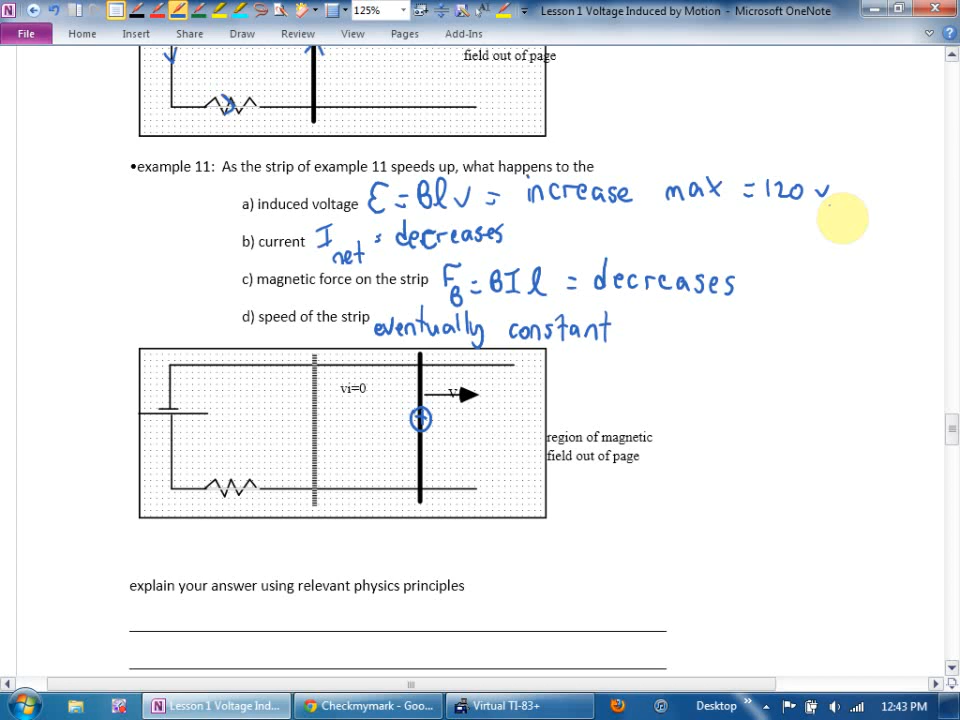 125%
Lesson 1 Voltage Induced by Motion - Microsoft OneNote
File Home Insert Share Draw Review Pages View Add-Ins
field out of page
•example 11: As the strip of example 11 speeds up, what happens to the
a) induced voltage ℰ = Blv = increase max = 120 v
b) current I net = decreases
c) magnetic force on the strip F B = BIl = decreases
d) speed of the strip eventually constant
vi=0
v
region of magnetic
field out of page
explain your answer using relevant physics principles
Lesson 1 Voltage Ind...
Checkmymark - Goo...
Virtual TI-83+
Desktop
12:43 PM